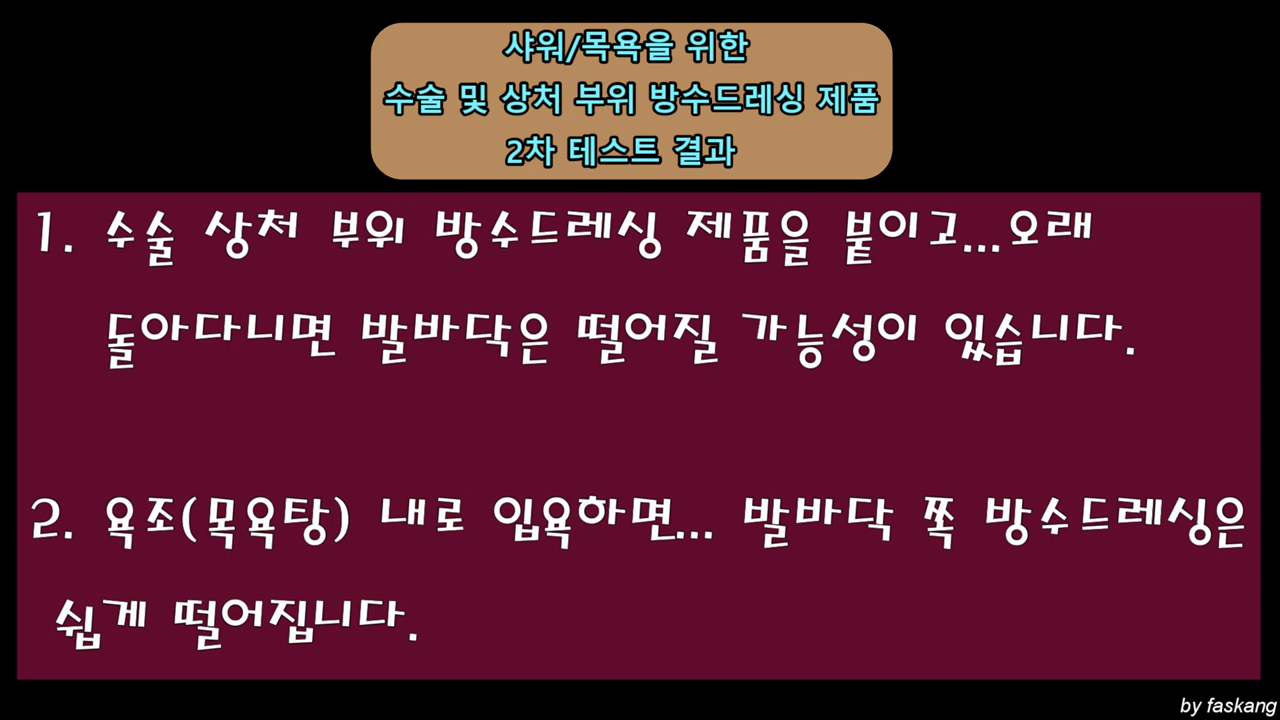 샤워/목욕을 위한
수술 및 상처 부위 방수드레싱 제품
2차 테스트 결과
1. 수술 상처 부위 방수드레싱 제품을 붙이고...오래
돌아다니면 발바닥은 떨어질 가능성이 있습니다.
2. 욕조(목욕탕) 내로 입욕하면... 발바닥 쪽 방수드레싱은
쉽게 떨어집니다.
by faskang